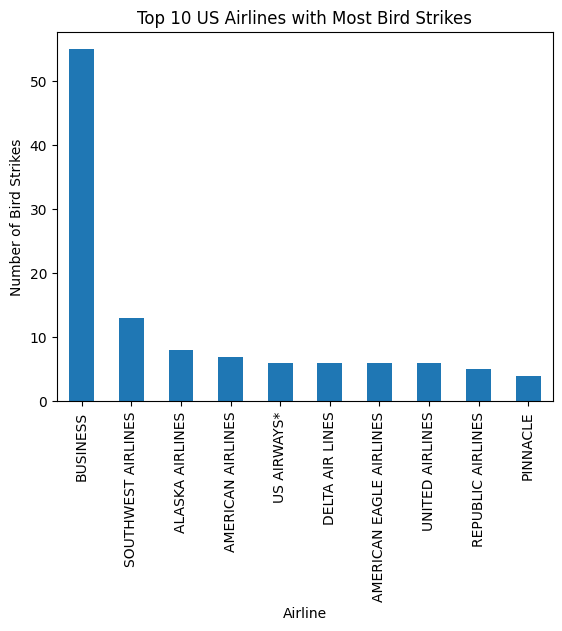 Top 10 US Airlines with Most Bird Strikes
Number of Bird Strikes
50
40
30
20
10
0
BUSINESS
SOUTHWEST AIRLINES
ALASKA AIRLINES
AMERICAN AIRLINES
US AIRWAYS*
DELTA AIR LINES
AMERICAN EAGLE AIRLINES
UNITED AIRLINES
REPUBLIC AIRLINES
PINNACLE
Airline